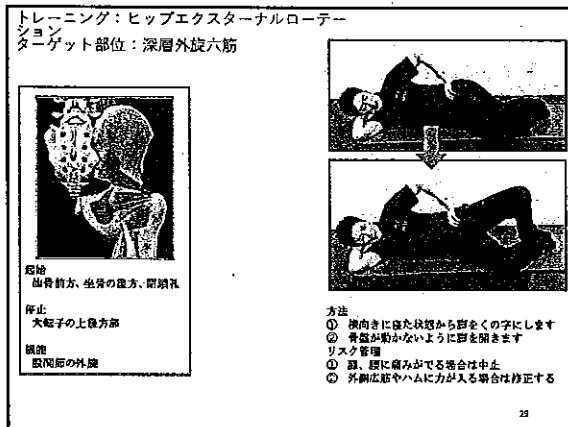 トレーニング：ヒップエクスターナルローテー
ション
ターゲット部位：深層外旋六筋
起始
仙骨前方、坐骨の後方、閉鎖孔
停止
大転子の上後方部
機能
股関節の外旋
方法
① 横向きに寝た状態から脚をくの字にします
② 骨盤が動かないように脚を開きます
リスク管理
① 腰に痛みがでる場合は中止
② 外側広筋やハムに力が入る場合は修正する